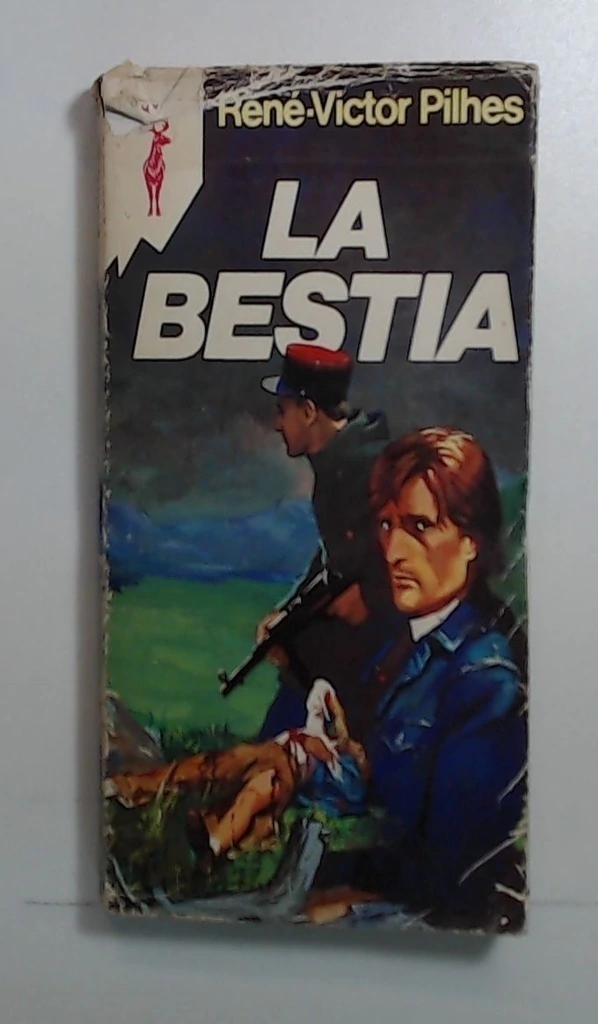 René-Victor Pilhes
LA
BESTIA